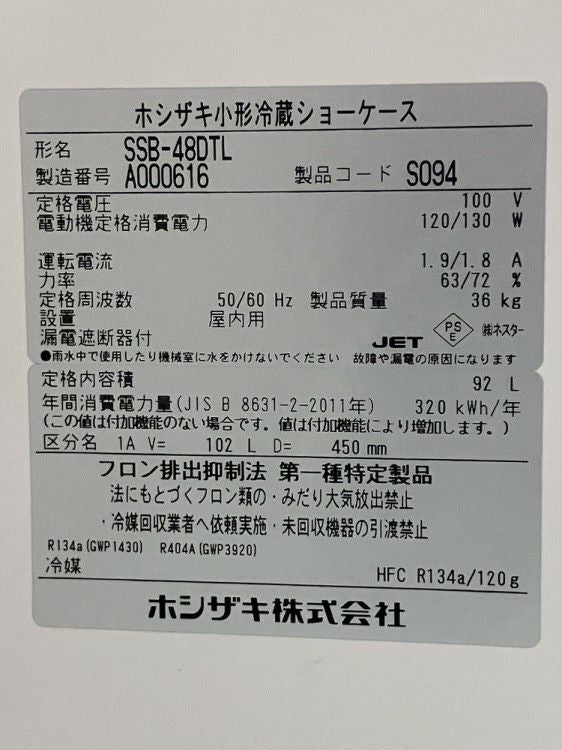 ホシザキ小形冷蔵ショーケース
形名 SSB-48DTL
製造番号 A000616 製品コード S094
定格電圧 100 V
電動機定格消費電力 120/130 W
運転電流 1.9/1.8 A
力率 63/72 %
定格周波数 50/60 Hz 製品質量 36 kg
設置 屋内用
漏電遮断器付 JET PSE ㈱ネスター
●雨水中で使用したり機械室に水をかけないでください 故障や漏電の原因になります
定格内容積 92 L
年間消費電力量(JIS B 8631-2-2011年) 320 kWh/年
(この値は付加機能のない場合です。値は付加機能により増加します。)
区分名 1A V= 102 L D= 450 mm
フロン排出抑制法 第一種特定製品
法にもとづくフロン類の・みだり大気放出禁止
・冷媒回収業者へ依頼実施・未回収機器の引渡禁止
R134a(GWP1430) R404A(GWP3920)
冷媒 HFC R134a/120g
ホシザキ株式会社